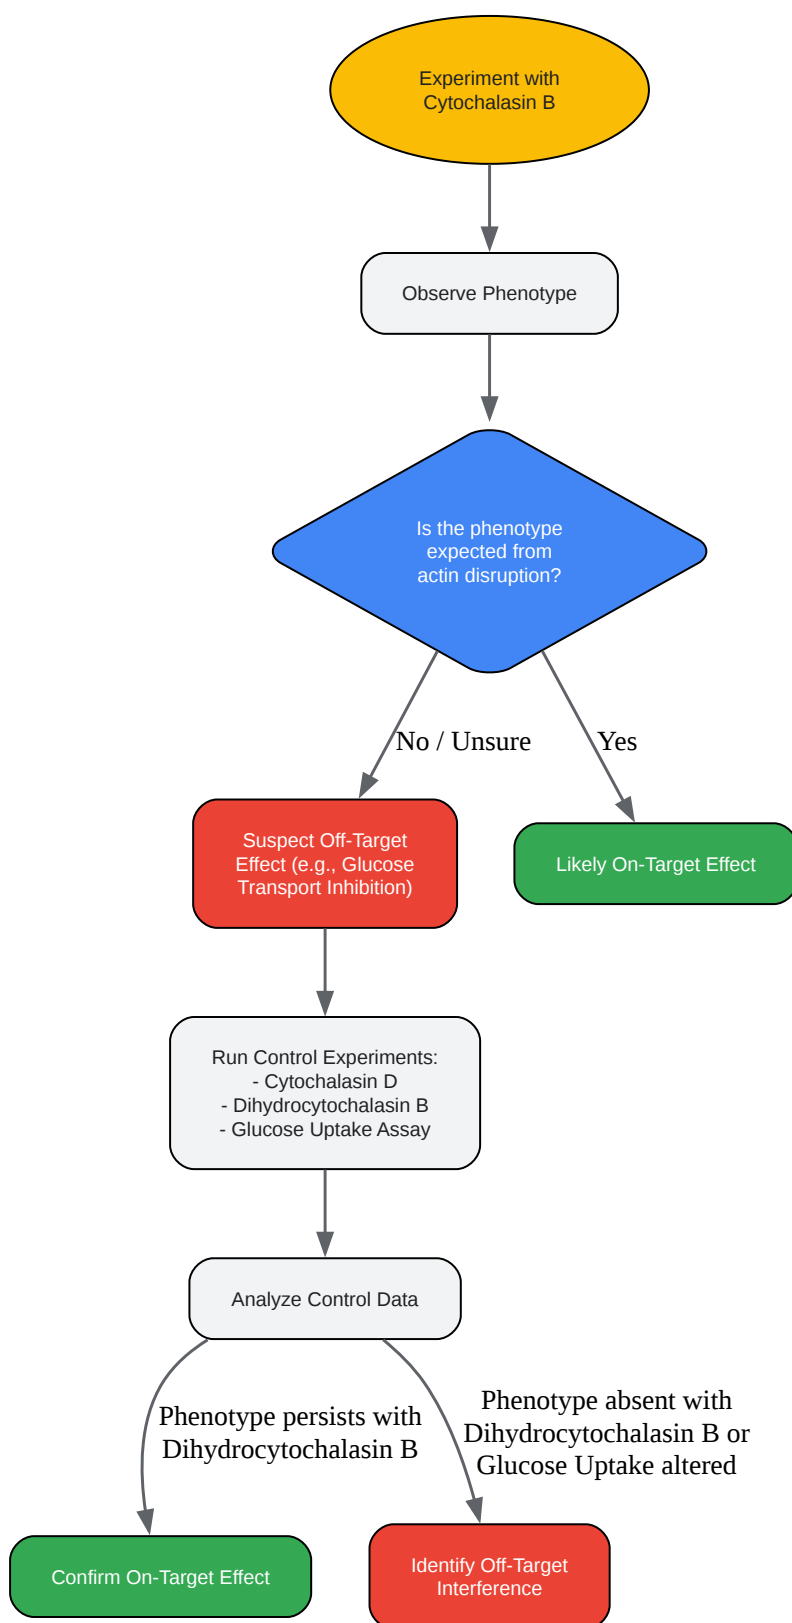 Experiment with
Cytochalasin B
Observe Phenotype
Is the phenotype
expected from
actin disruption?
No / Unsure
Yes
Suspect Off-Target
Effect (e.g., Glucose
Transport Inhibition)
Likely On-Target Effect
Run Control Experiments:
- Cytochalasin D
- Dihydrocytochalasin B
- Glucose Uptake Assay
Analyze Control Data
Phenotype persists with
Dihydrocytochalasin B
Phenotype absent with
Dihydrocytochalasin B or
Glucose Uptake altered
Confirm On-Target Effect
Identify Off-Target
Interference